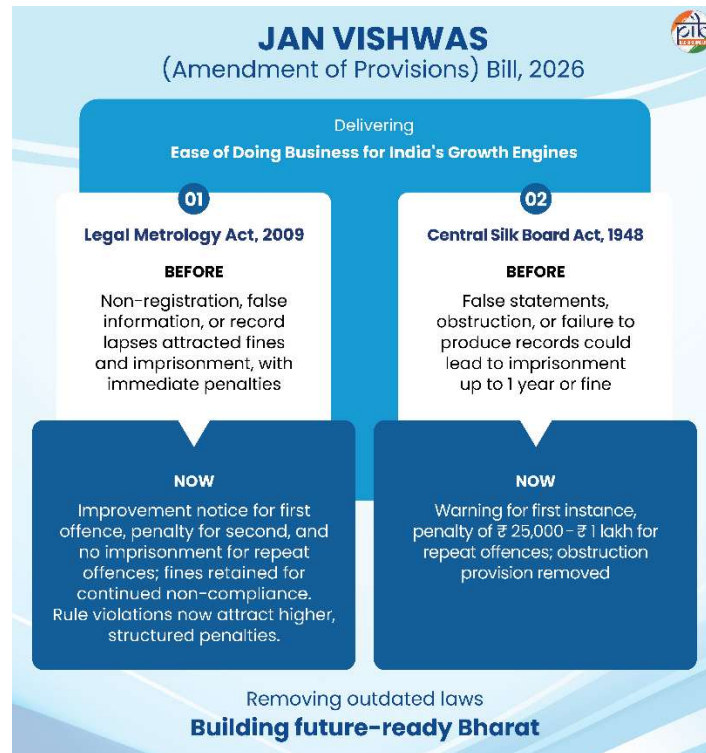 pib
JAN VISHWAS
(Amendment of Provisions) Bill, 2026
Delivering
Ease of Doing Business for India's Growth Engines
01
Legal Metrology Act, 2009
BEFORE
Non-registration, false
information, or record
lapses attracted fines
and imprisonment, with
immediate penalties
NOW
Improvement notice for first
offence, penalty for second, and
no imprisonment for repeat
offences; fines retained for
continued non-compliance.
Rule violations now attract higher,
structured penalties.
02
Central Silk Board Act, 1948
BEFORE
False statements,
obstruction, or failure to
produce records could
lead to imprisonment
up to 1 year or fine
NOW
Warning for first instance,
penalty of ₹ 25,000 - ₹ 1 lakh for
repeat offences; obstruction
provision removed
Removing outdated laws
Building future-ready Bharat